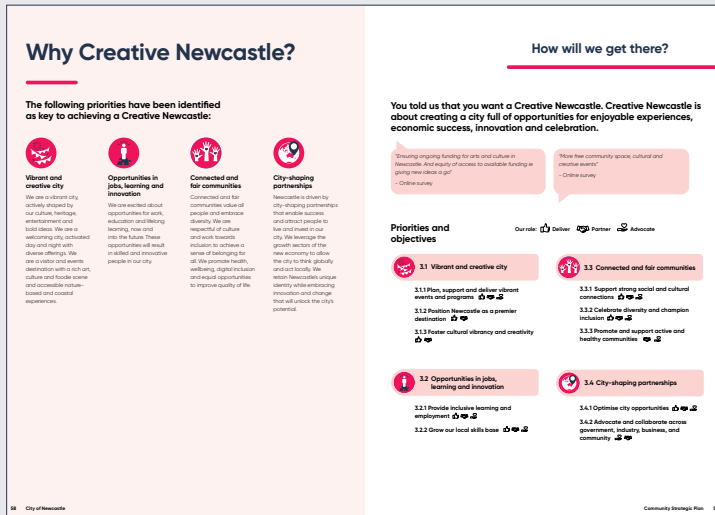 Why Creative Newcastle?
The following priorities have been identified
as key to achieving a Creative Newcastle:
Vibrant and
creative city
We are a vibrant city,
actively shaped by
our culture, heritage,
entertainment and
bold ideas. We are a
welcoming city, activated
day and night with
diverse offerings. We
are a visitor and events
destination with a rich art,
culture and foodie scene
and accessible nature-
based and coastal
experiences.
Opportunities in
jobs, learning and
innovation
We are excited about
opportunities for work,
education and lifelong
learning, now, and
into the future. These
opportunities will result
in skilled and innovative
people in our city.
Connected and
fair communities
Connected and fair
communities value all
people and embrace
diversity. We are
respectful of culture
and work towards
inclusion to achieve a
sense of belonging for
all. We promote health,
wellbeing, digital inclusion
and equal opportunities
to improve quality of life.
City-shaping
partnerships
Newcastle is driven by
city-shaping partnerships
that enable success
and attract people to
live and invest in our
city. We leverage the
growth sectors of the
new economy to allow
the city to think globally
and act locally. We
retain Newcastle's unique
identity while embracing
innovation and change
that will unlock the city's
potential.
58 City of Newcastle
How will we get there?
You told us that you want a Creative Newcastle. Creative Newcastle is
about creating a city full of opportunities for enjoyable experiences,
economic success, innovation and celebration.
"Ensuring ongoing funding for arts and culture in
Newcastle. And equity of access to available funding ie
giving new ideas a go"
- Online survey
"More free community space, cultural and
creative events"
- Online survey
Priorities and
objectives
Our role: Deliver Partner Advocate
3.1 Vibrant and creative city
3.1.1 Plan, support and deliver vibrant
events and programs
3.1.2 Position Newcastle as a premier
destination
3.1.3 Foster cultural vibrancy and creativity
3.2 Opportunities in jobs,
learning and innovation
3.2.1 Provide inclusive learning and
employment
3.2.2 Grow our local skills base
3.3 Connected and fair communities
3.3.1 Support strong social and cultural
connections
3.3.2 Celebrate diversity and champion
inclusion
3.3.3 Promote and support active and
healthy communities
3.4 City-shaping partnerships
3.4.1 Optimise city opportunities
3.4.2 Advocate and collaborate across
government, industry, business, and
community
Community Strategic Plan